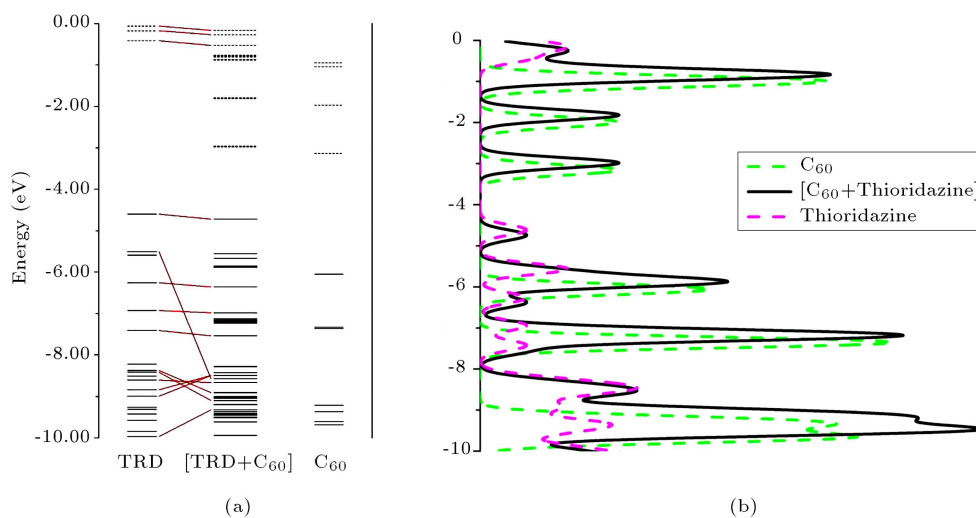 Energy (eV)
0.00
-2.00
-4.00
-6.00
-8.00
-10.00
TRD
[TRD+C₆₀]
C₆₀
(a)
0
-2
-4
-6
-8
-10
C₆₀
[C₆₀+Thioridazine]
Thioridazine
(b)